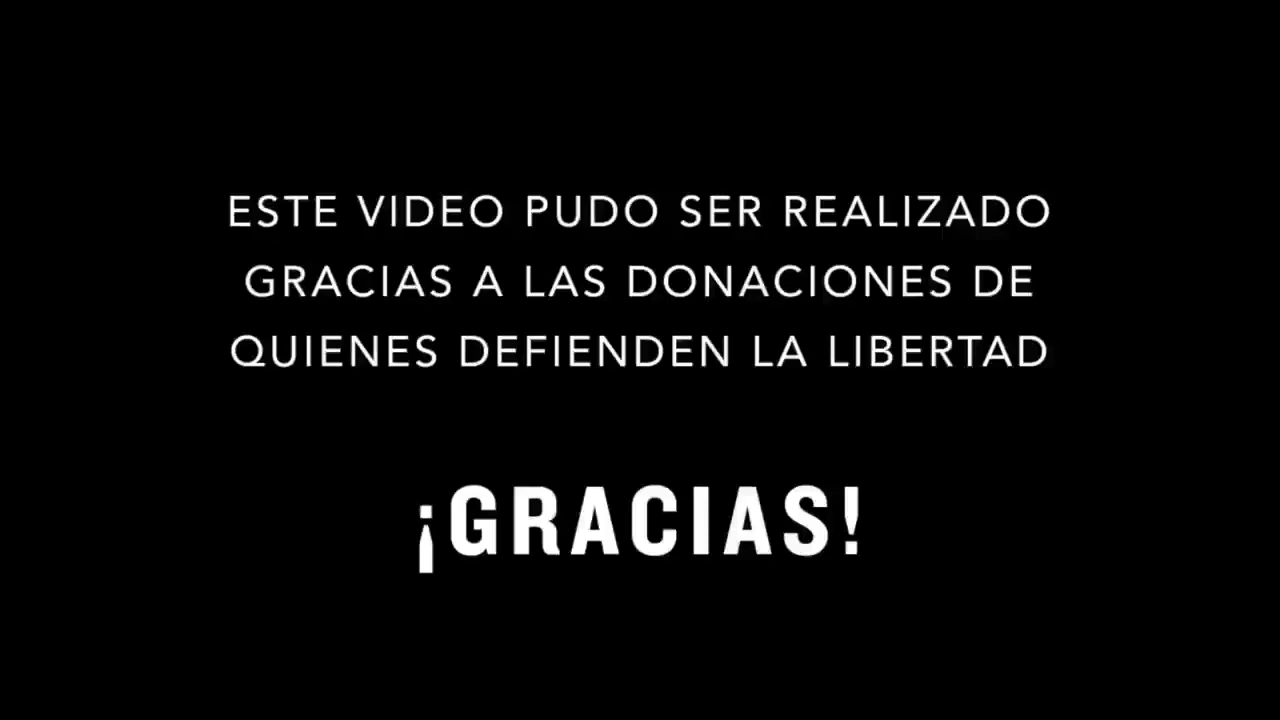 ESTE VIDEO PUDO SER REALIZADO
GRACIAS A LAS DONACIONES DE
QUIENES DEFIENDEN LA LIBERTAD
¡GRACIAS!